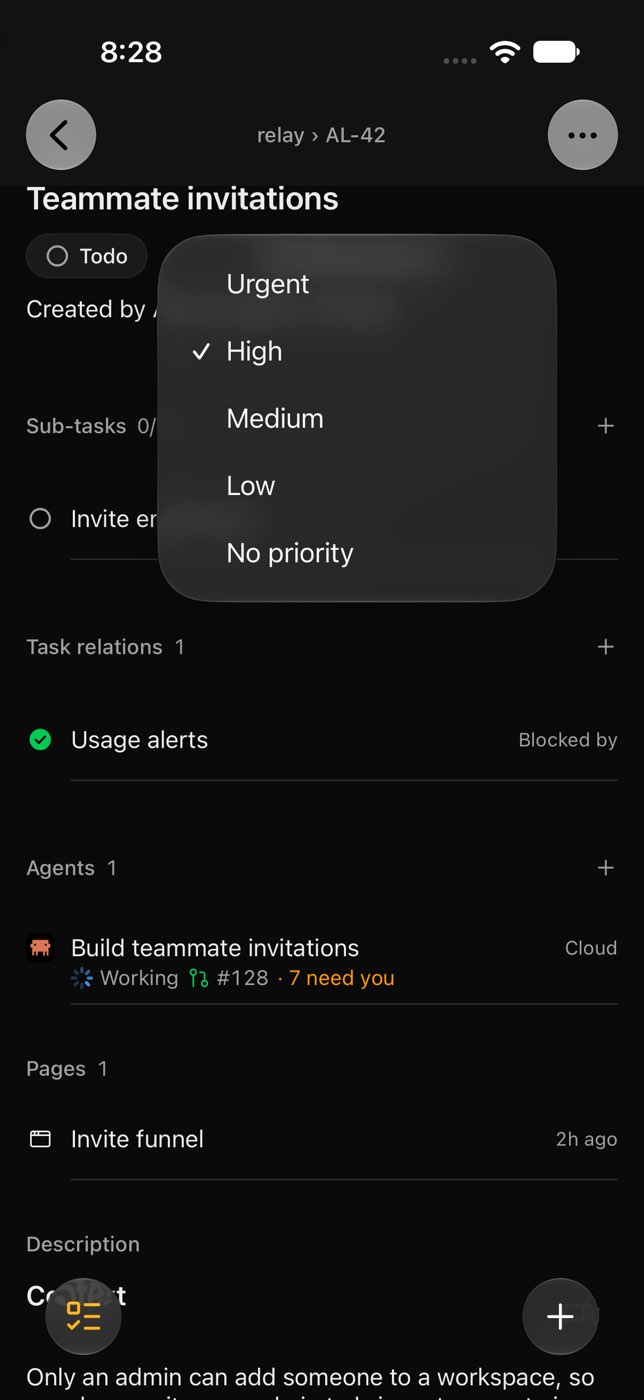 8:28
relay › AL-42
Teammate invitations
Todo
Created by
Urgent
High
Medium
Low
No priority
Sub-tasks 0/
Invite
Task relations 1
Usage alerts
Blocked by
Agents 1
Build teammate invitations
Cloud
Working #128 · 7 need you
Pages 1
Invite funnel
2h ago
Description
Only an admin can add someone to a workspace, so